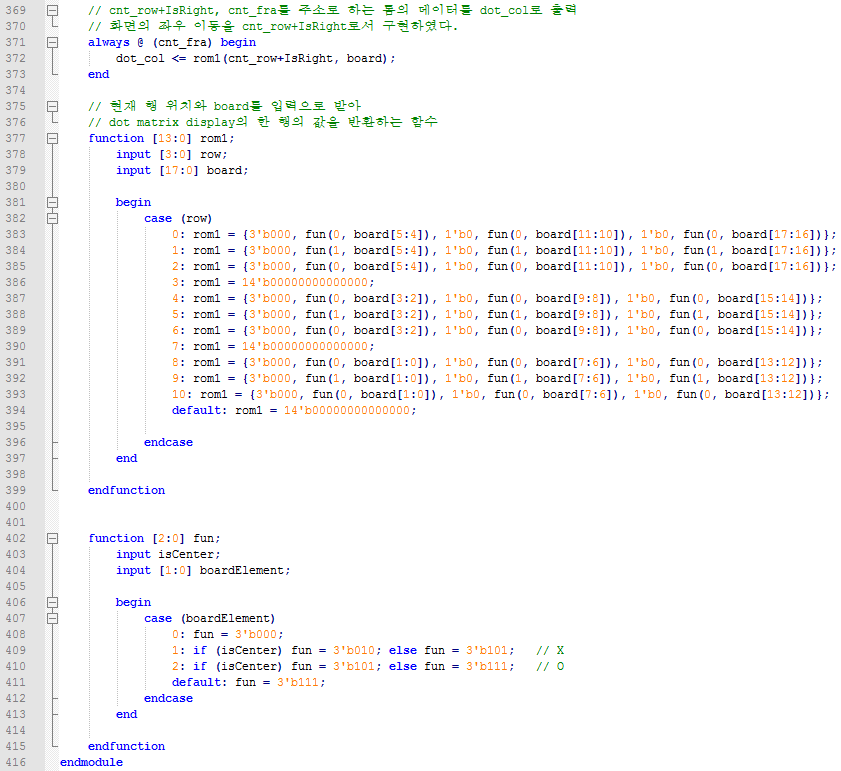 369 // cnt_row+IsRight, cnt_fra를 주소로 하는 롬의 데이터를 dot_col로 출력
370 // 화면의 좌우 이동을 cnt_row+IsRight로서 구현하였다.
371 always @ (cnt_fra) begin
372 dot_col <= rom1(cnt_row+IsRight, board);
373 end
374
375 // 현재 행 위치와 board를 입력으로 받아
376 // dot matrix display의 한 행의 값을 반환하는 함수
377 function [13:0] rom1;
378 input [3:0] row;
379 input [17:0] board;
380
381 begin
382 case (row)
383 0: rom1 = {3'b000, fun(0, board[5:4]), 1'b0, fun(0, board[11:10]), 1'b0, fun(0, board[17:16])};
384 1: rom1 = {3'b000, fun(1, board[5:4]), 1'b0, fun(1, board[11:10]), 1'b0, fun(1, board[17:16])};
385 2: rom1 = {3'b000, fun(0, board[5:4]), 1'b0, fun(0, board[11:10]), 1'b0, fun(0, board[17:16])};
386 3: rom1 = 14'b00000000000000;
387 4: rom1 = {3'b000, fun(0, board[3:2]), 1'b0, fun(0, board[9:8]), 1'b0, fun(0, board[15:14])};
388 5: rom1 = {3'b000, fun(1, board[3:2]), 1'b0, fun(1, board[9:8]), 1'b0, fun(1, board[15:14])};
389 6: rom1 = {3'b000, fun(0, board[3:2]), 1'b0, fun(0, board[9:8]), 1'b0, fun(0, board[15:14])};
390 7: rom1 = 14'b00000000000000;
391 8: rom1 = {3'b000, fun(0, board[1:0]), 1'b0, fun(0, board[7:6]), 1'b0, fun(0, board[13:12])};
392 9: rom1 = {3'b000, fun(1, board[1:0]), 1'b0, fun(1, board[7:6]), 1'b0, fun(1, board[13:12])};
393 10: rom1 = {3'b000, fun(0, board[1:0]), 1'b0, fun(0, board[7:6]), 1'b0, fun(0, board[13:12])};
394 default: rom1 = 14'b00000000000000;
395
396 endcase
397 end
398
399 endfunction
400
401
402 function [2:0] fun;
403 input isCenter;
404 input [1:0] boardElement;
405
406 begin
407 case (boardElement)
408 0: fun = 3'b000;
409 1: if (isCenter) fun = 3'b010; else fun = 3'b101; // X
410 2: if (isCenter) fun = 3'b101; else fun = 3'b111; // O
411 default: fun = 3'b111;
412 endcase
413 end
414
415 endfunction
416 endmodule